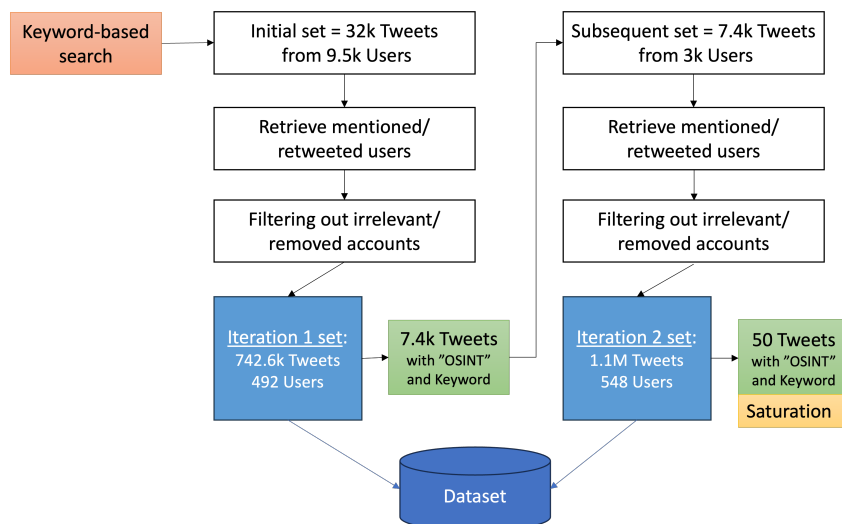 Keyword-based
search
Initial set = 32k Tweets
from 9.5k Users
Retrieve mentioned/
retweeted users
Filtering out irrelevant/
removed accounts
Iteration 1 set:
742.6k Tweets
492 Users
7.4k Tweets
with ”OSINT”
and Keyword
Subsequent set = 7.4k Tweets
from 3k Users
Retrieve mentioned/
retweeted users
Filtering out irrelevant/
removed accounts
Iteration 2 set:
1.1M Tweets
548 Users
50 Tweets
with ”OSINT”
and Keyword
Saturation
Dataset